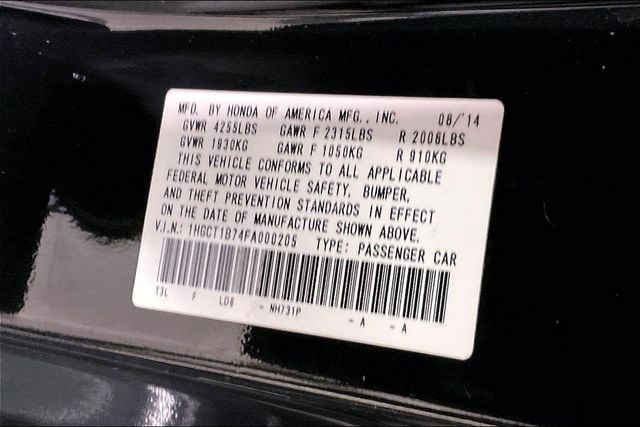 MFD. BY HONDA OF AMERICA MFG., INC. 08/'14
GVWR 4255LBS GAWR F 2315LBS R 2006LBS
GVWR 1930KG GAWR F 1050KG R 910KG
THIS VEHICLE CONFORMS TO ALL APPLICABLE
FEDERAL MOTOR VEHICLE SAFETY, BUMPER,
AND THEFT PREVENTION STANDARDS IN EFFECT
ON THE DATE OF MANUFACTURE SHOWN ABOVE.
V.I.N.: 1HGCT1B74FA000205 TYPE: PASSENGER CAR
T3L F LD8 - NH731P - A - A